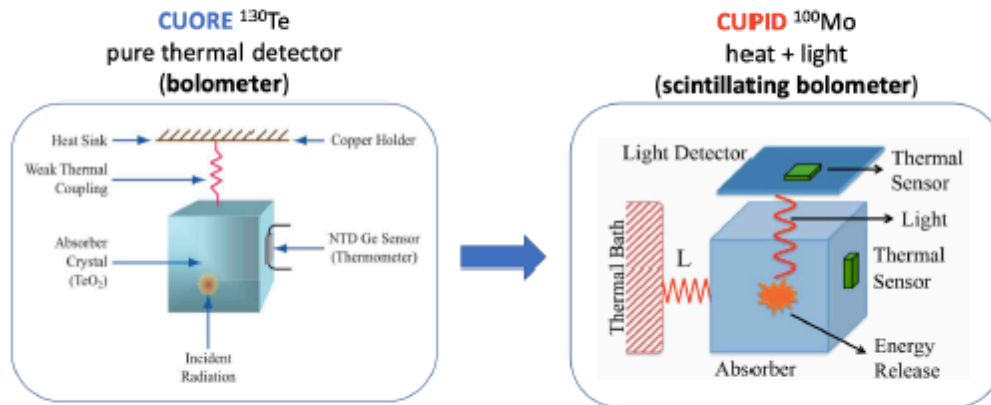 CUORE ¹³⁰Te
pure thermal detector
(bolometer)
Heat Sink
Copper Holder
Weak Thermal
Coupling
Absorber
Crystal
(TeO₂)
NTD Ge Sensor
(Thermometer)
Incident
Radiation
CUPID ¹⁰⁰Mo
heat + light
(scintillating bolometer)
Light Detector
Thermal
Sensor
Light
Thermal Bath
L
Thermal
Sensor
Energy
Release
Absorber